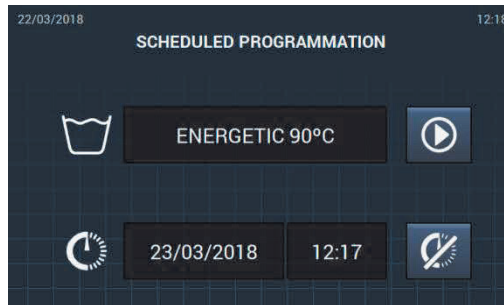 22/03/2018 12:18
SCHEDULED PROGRAMMATION
ENERGETIC 90ºC
23/03/2018 12:17